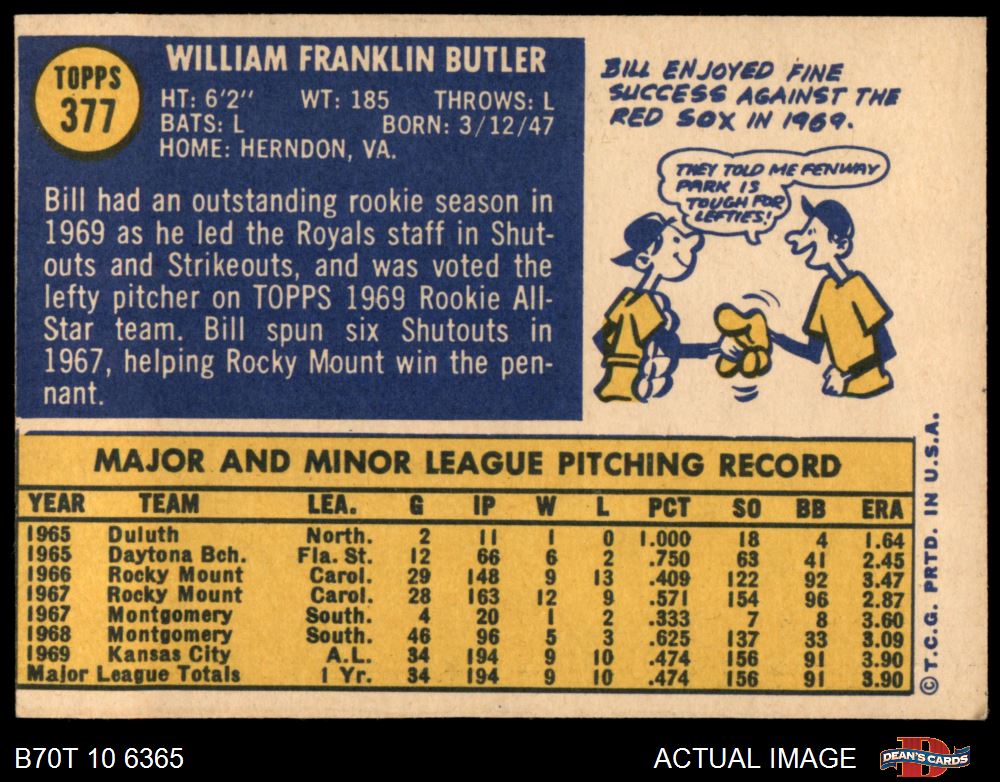 TOPPS
377
WILLIAM FRANKLIN BUTLER
HT: 6'2" WT: 185 THROWS: L
BATS: L BORN: 3/12/47
HOME: HERNDON, VA.
Bill had an outstanding rookie season in
1969 as he led the Royals staff in Shut-
outs and Strikeouts, and was voted the
lefty pitcher on TOPPS 1969 Rookie All-
Star team. Bill spun six Shutouts in
1967, helping Rocky Mount win the pen-
nant.
BILL ENJOYED FINE
SUCCESS AGAINST THE
RED SOX IN 1969.
THEY TOLD ME FENWAY
PARK IS
TOUGH FOR
LEFTIES!
MAJOR AND MINOR LEAGUE PITCHING RECORD
YEAR TEAM LEA. G IP W L PCT SO BB ERA
1965 Duluth North. 2 11 1 0 1.000 18 4 1.64
1965 Daytona Bch. Fla. St. 12 66 6 2 .750 63 41 2.45
1966 Rocky Mount Carol. 29 148 9 13 .409 122 92 3.47
1967 Rocky Mount Carol. 28 163 12 9 .571 154 96 2.87
1967 Montgomery South. 4 20 1 2 .333 7 8 3.60
1968 Montgomery South. 46 96 5 3 .625 137 33 3.09
1969 Kansas City A.L. 34 194 9 10 .474 156 91 3.90
Major League Totals 1 Yr. 34 194 9 10 .474 156 91 3.90
© T.C.G. PRTD. IN U.S.A.
B70T 10 6365
ACTUAL IMAGE
DEAN'S CARDS